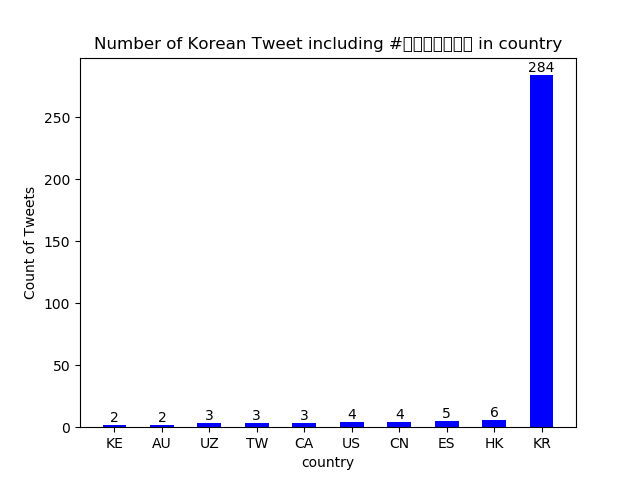 Number of Korean Tweet including #□□□□□□□ in country
284
250
200
150
100
50
0
Count of Tweets
2 2 3 3 3 4 4 5 6
KE AU UZ TW CA US CN ES HK KR
country